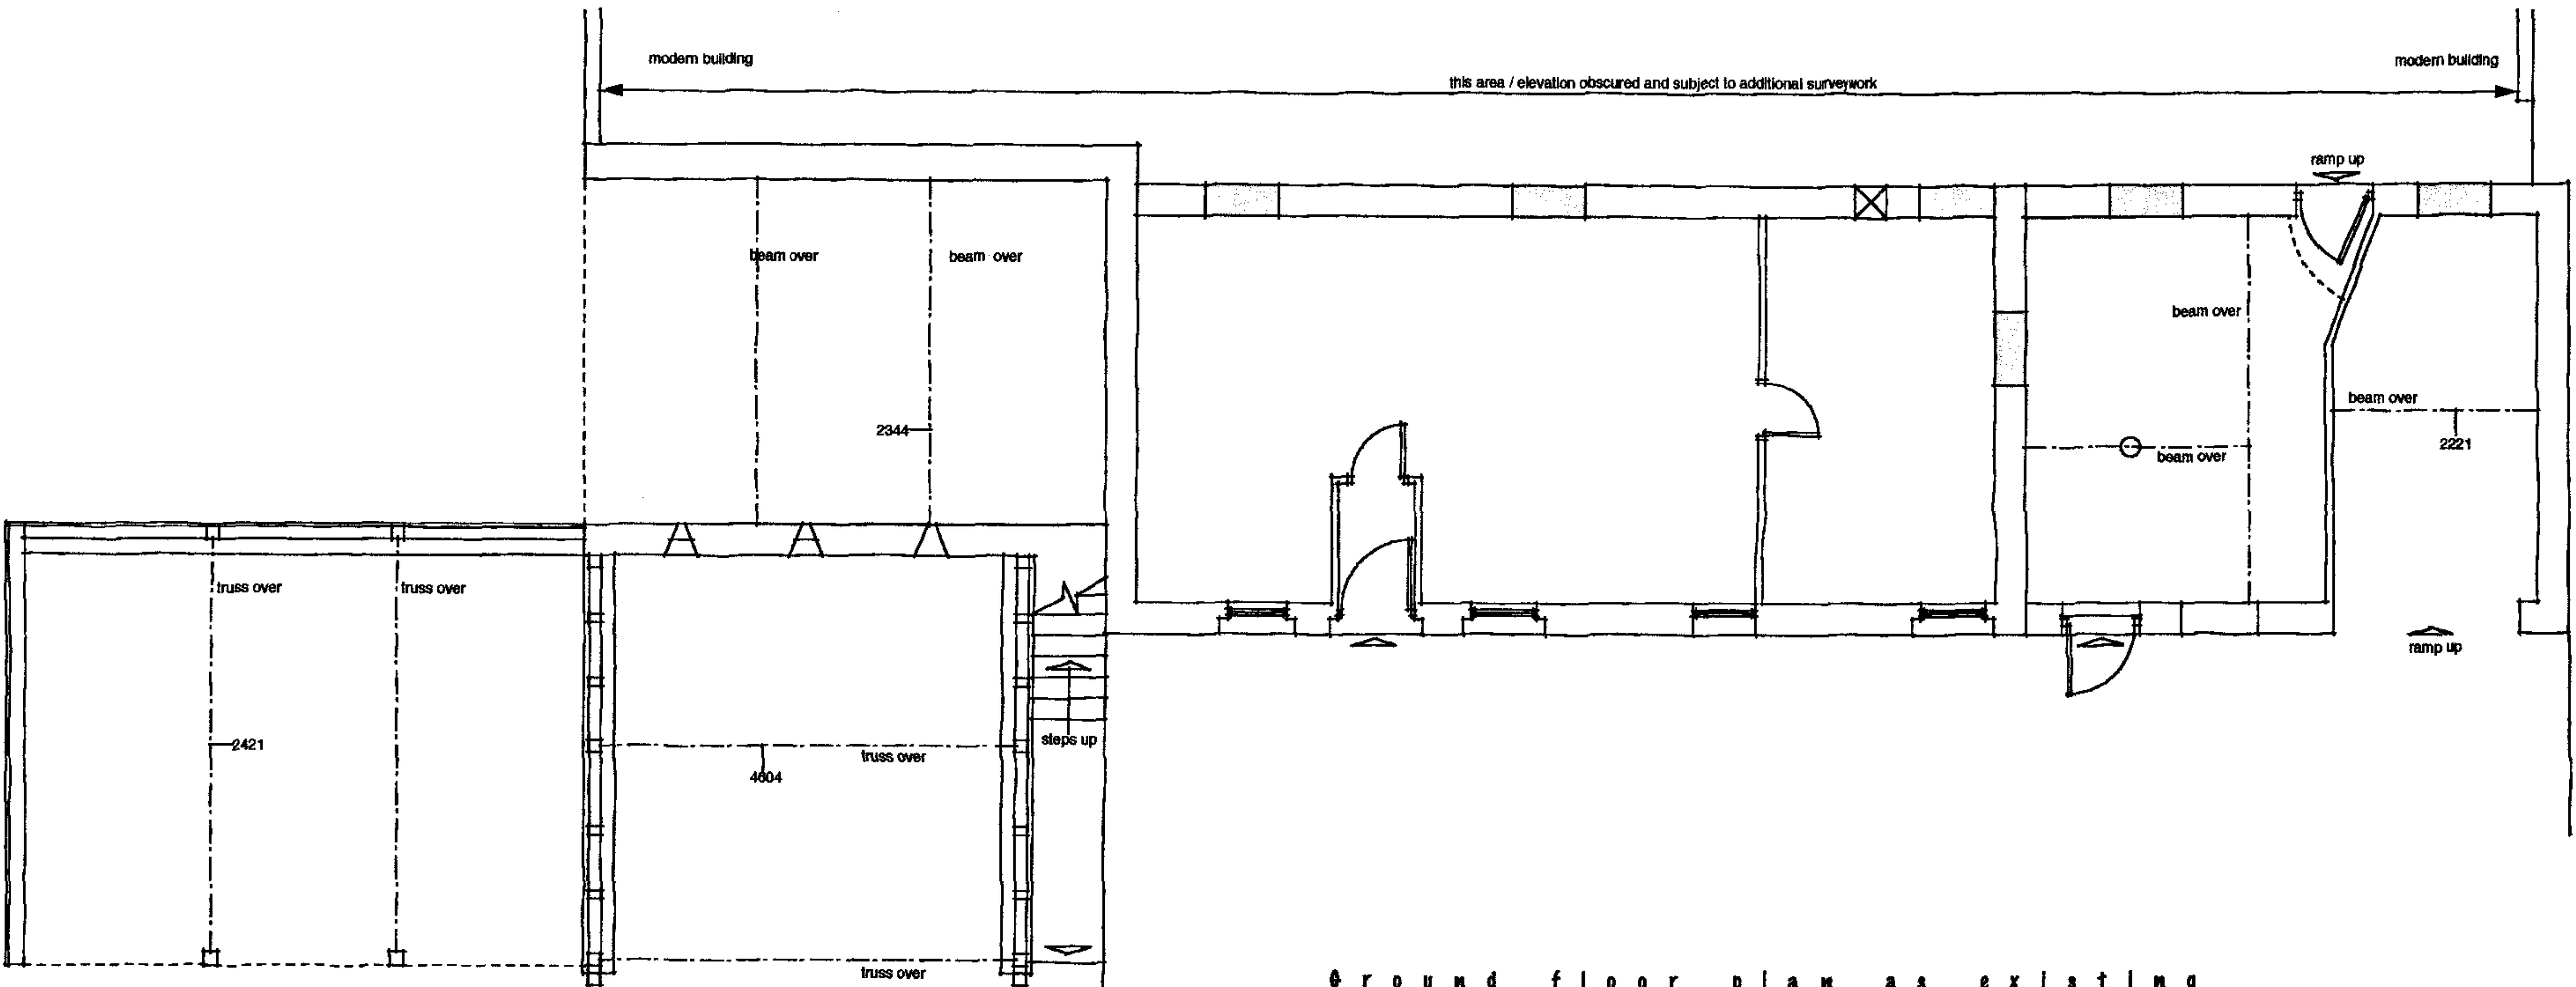 modern building
modern building
this area / elevation obscured and subject to additional surveywork
ramp up
beam over
beam over
beam over
beam over
2344
2221
beam over
truss over
truss over
ramp up
2421
steps up
truss over
4604
truss over
Ground floor plan as existing